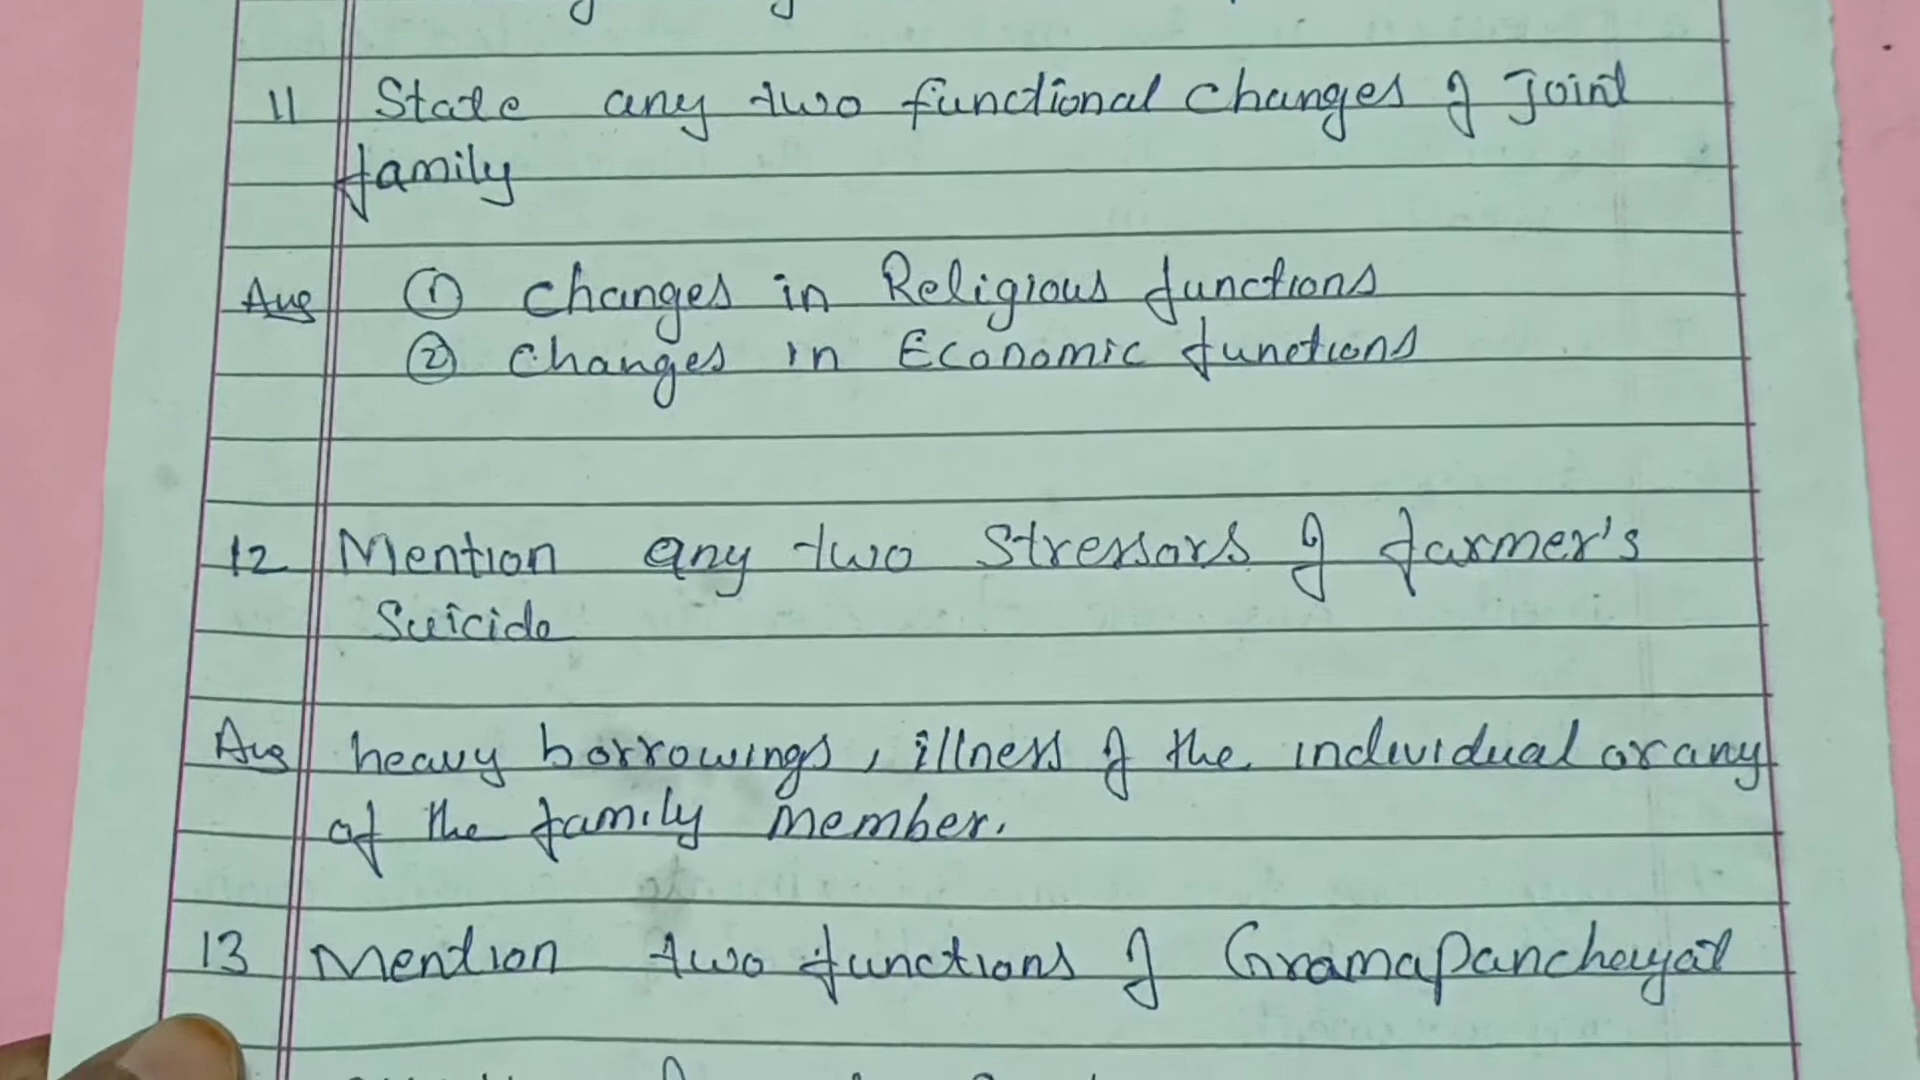 11 State any two functional changes of Joint
family
Ans ① changes in Religious functions
② changes in Economic functions
12 Mention any two Stressors of farmer's
Suicide
Ans heavy borrowings, illness of the individual or any
of the family member.
13 Mention two functions of Gramapanchayat